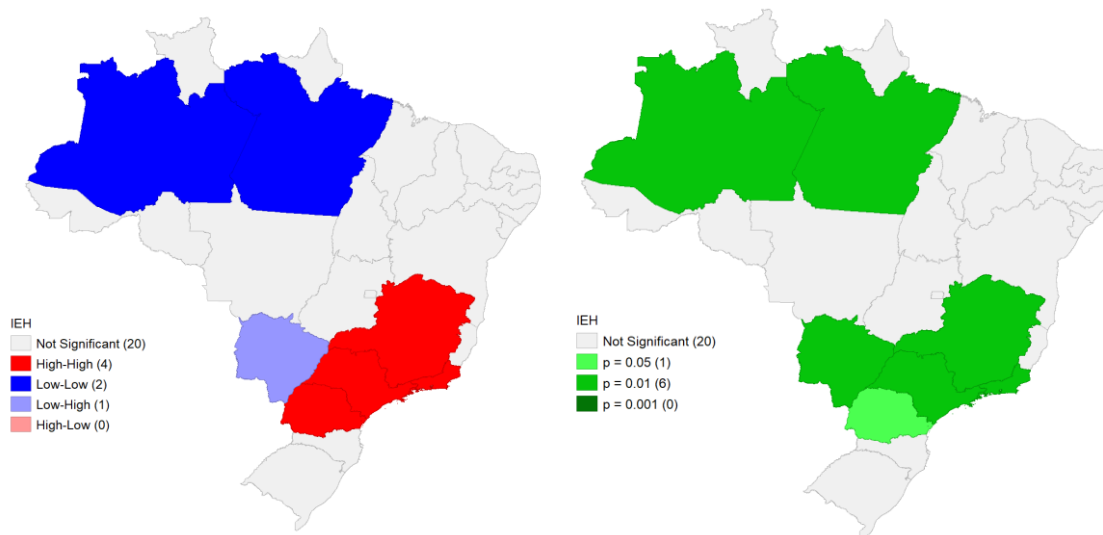 IEH
Not Significant (20)
High-High (4)
Low-Low (2)
Low-High (1)
High-Low (0)
IEH
Not Significant (20)
p = 0.05 (1)
p = 0.01 (6)
p = 0.001 (0)